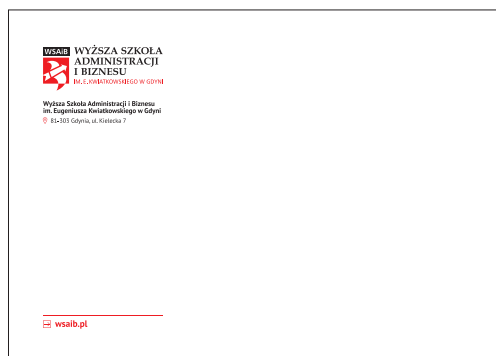 WSAiB
WYŻSZA SZKOŁA
ADMINISTRACJI
I BIZNESU
IM. E. KWIATKOWSKIEGO W GDYNI
Wyższa Szkoła Administracji i Biznesu
im. Eugeniusza Kwiatkowskiego w Gdyni
81-303 Gdynia, ul. Kielecka 7
wsaib.pl